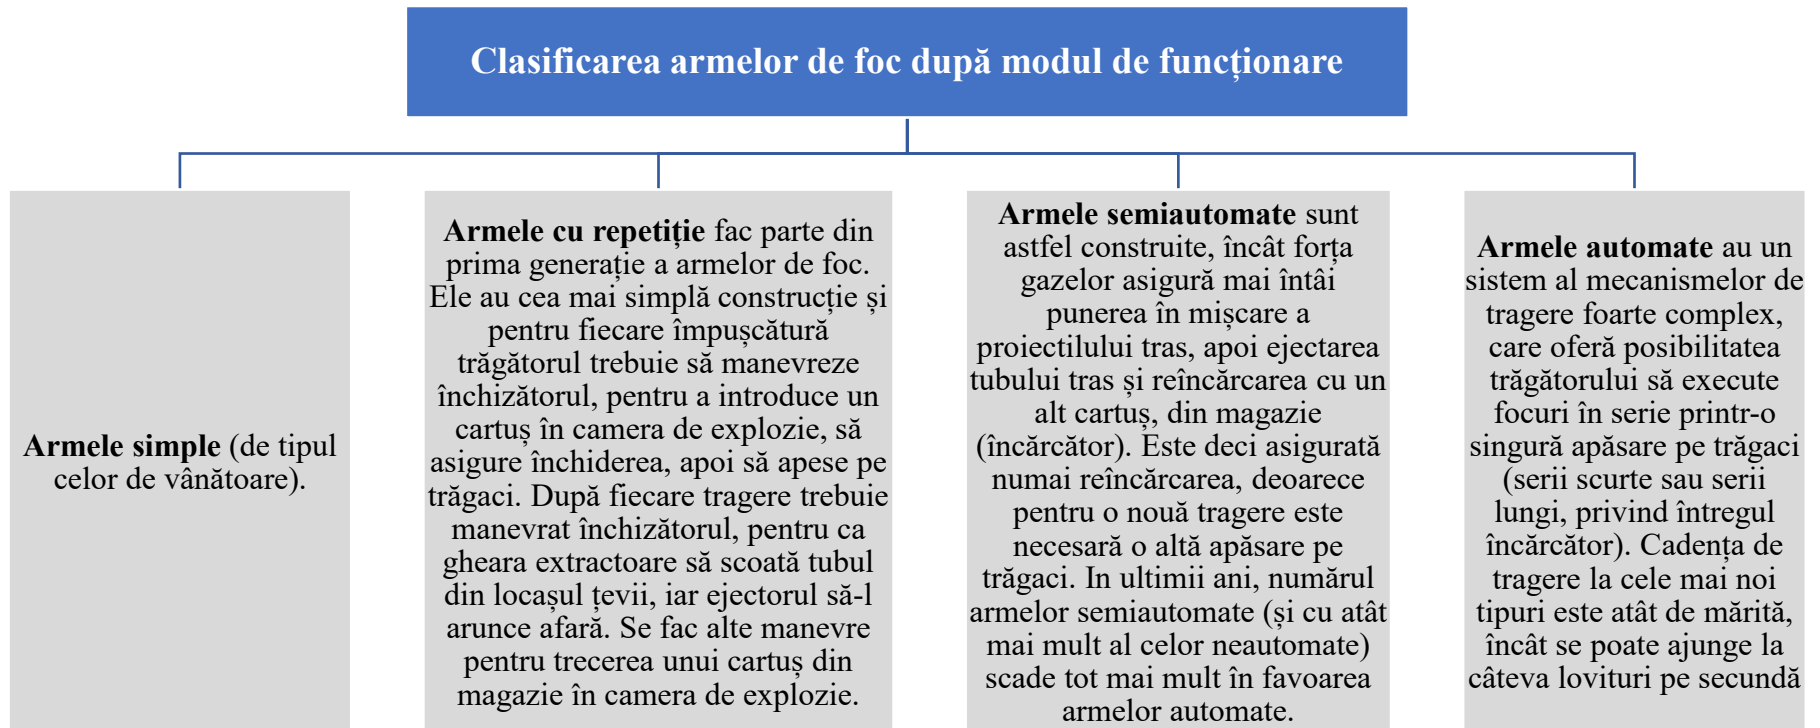 Clasificarea armelor de foc după modul de funcționare
Armele simple (de tipul
celor de vânătoare).
Armele cu repetiție fac parte din
prima generație a armelor de foc.
Ele au cea mai simplă construcție și
pentru fiecare împușcătură
trăgătorul trebuie să manevreze
închizătorul, pentru a introduce un
cartuș în camera de explozie, să
asigure închiderea, apoi să apese pe
trăgaci. După fiecare tragere trebuie
manevrat închizătorul, pentru ca
gheara extractoare să scoată tubul
din locașul țevii, iar ejectorul să-l
arunce afară. Se fac alte manevre
pentru trecerea unui cartuș din
magazie în camera de explozie.
Armele semiautomate sunt
astfel construite, încât forța
gazelor asigură mai întâi
punerea în mișcare a
proiectilului tras, apoi ejectarea
tubului tras și reîncărcarea cu un
alt cartuș, din magazie
(încărcător). Este deci asigurată
numai reîncărcarea, deoarece
pentru o nouă tragere este
necesară o altă apăsare pe
trăgaci. In ultimii ani, numărul
armelor semiautomate (și cu atât
mai mult al celor neautomate)
scade tot mai mult în favoarea
armelor automate.
Armele automate au un
sistem al mecanismelor de
tragere foarte complex,
care oferă posibilitatea
trăgătorului să execute
focuri în serie printr-o
singură apăsare pe trăgaci
(serii scurte sau serii
lungi, privind întregul
încărcător). Cadența de
tragere la cele mai noi
tipuri este atât de mărită,
încât se poate ajunge la
câteva lovituri pe secundă